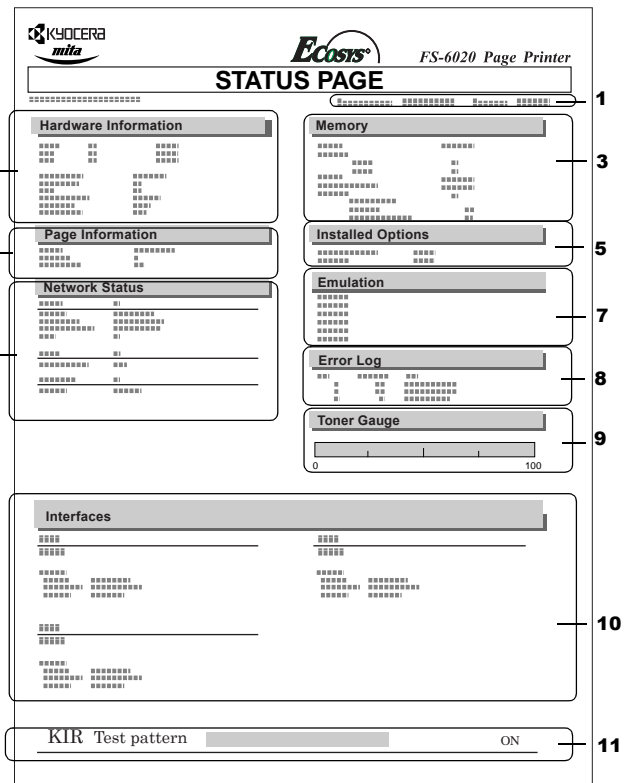 KYOCERA
mita
Ecosys
FS-6020 Page Printer
STATUS PAGE
1
Hardware Information
Memory
3
Page Information
Installed Options
5
Network Status
Emulation
7
Error Log
8
Toner Gauge
9
0 100
Interfaces
10
KIR Test pattern ON
11